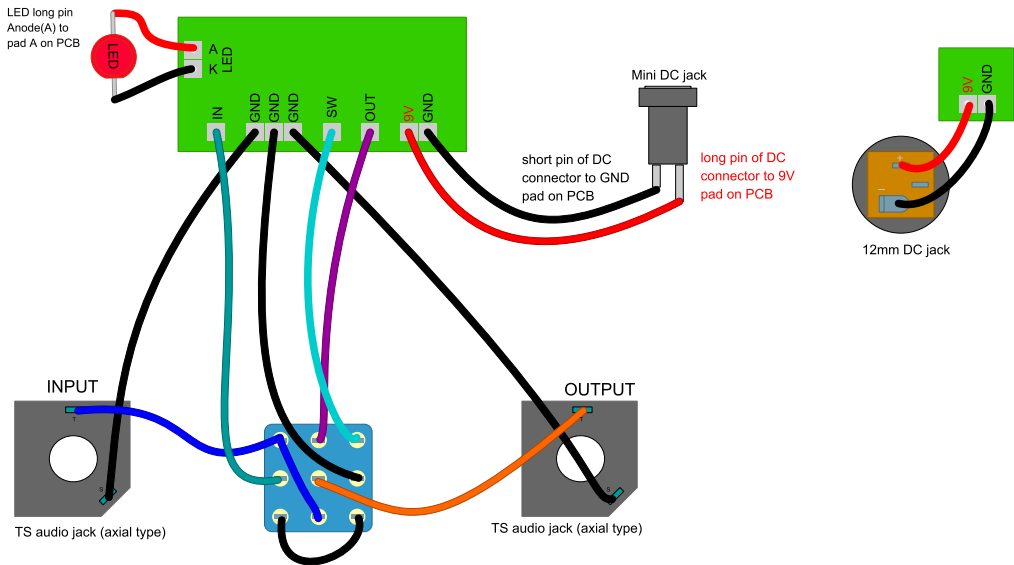 LED long pin
Anode(A) to
pad A on PCB
LED
A
K
LED
IN
GND
GND
GND
SW
OUT
9V
GND
Mini DC jack
short pin of DC
connector to GND
pad on PCB
long pin of DC
connector to 9V
pad on PCB
9V
GND
+
–
12mm DC jack
INPUT
T
S
TS audio jack (axial type)
OUTPUT
T
S
TS audio jack (axial type)